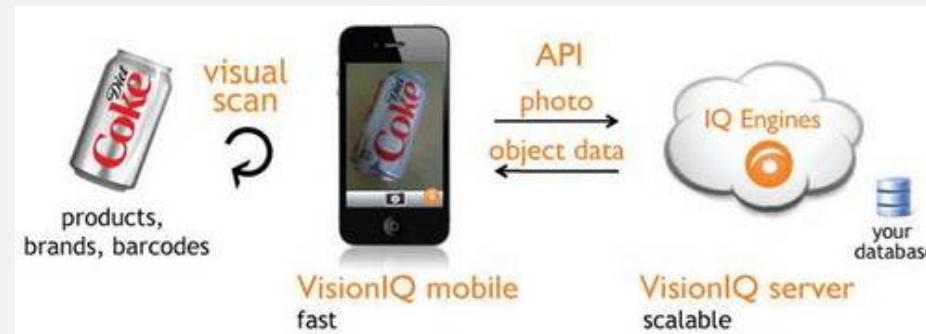 Diet
Coke
visual
scan
products,
brands, barcodes
Diet
Coke
VisionIQ mobile
fast
API
photo
object data
IQ Engines
your
database
VisionIQ server
scalable